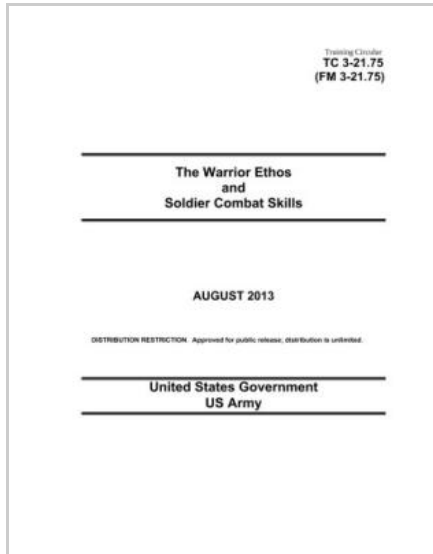 Training Circular
TC 3-21.75
(FM 3-21.75)
The Warrior Ethos
and
Soldier Combat Skills
AUGUST 2013
DISTRIBUTION RESTRICTION. Approved for public release; distribution is unlimited.
United States Government
US Army